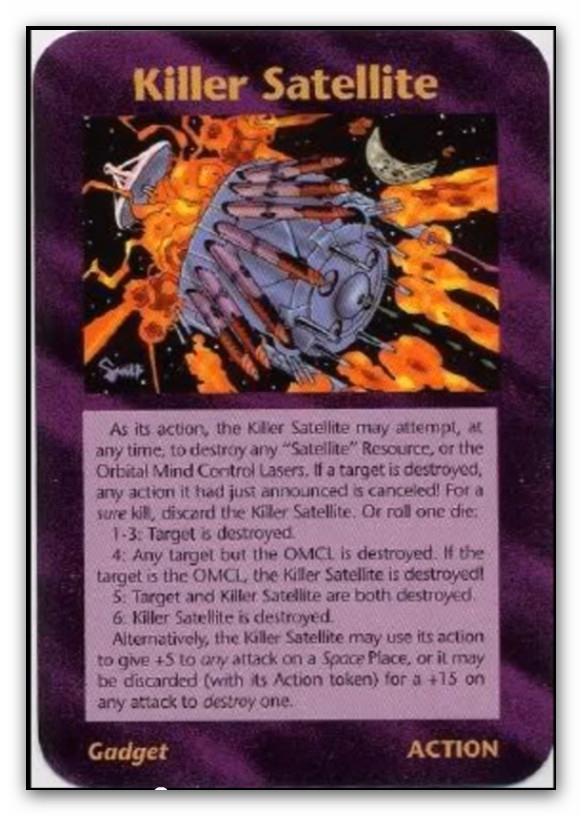 Killer Satellite
As its action, the Killer Satellite may attempt, at
any time, to destroy any “Satellite” Resource, or the
Orbital Mind Control Lasers. If a target is destroyed,
any action it had just announced is canceled! For a
sure kill, discard the Killer Satellite. Or roll one die:
1-3: Target is destroyed.
4: Any target but the OMCL is destroyed. If the
target is the OMCL, the Killer Satellite is destroyed!
5: Target and Killer Satellite are both destroyed.
6: Killer Satellite is destroyed.
Alternatively, the Killer Satellite may use its action
to give +5 to any attack on a Space Place, or it may
be discarded (with its Action token) for a +15 on
any attack to destroy one.
Gadget
ACTION